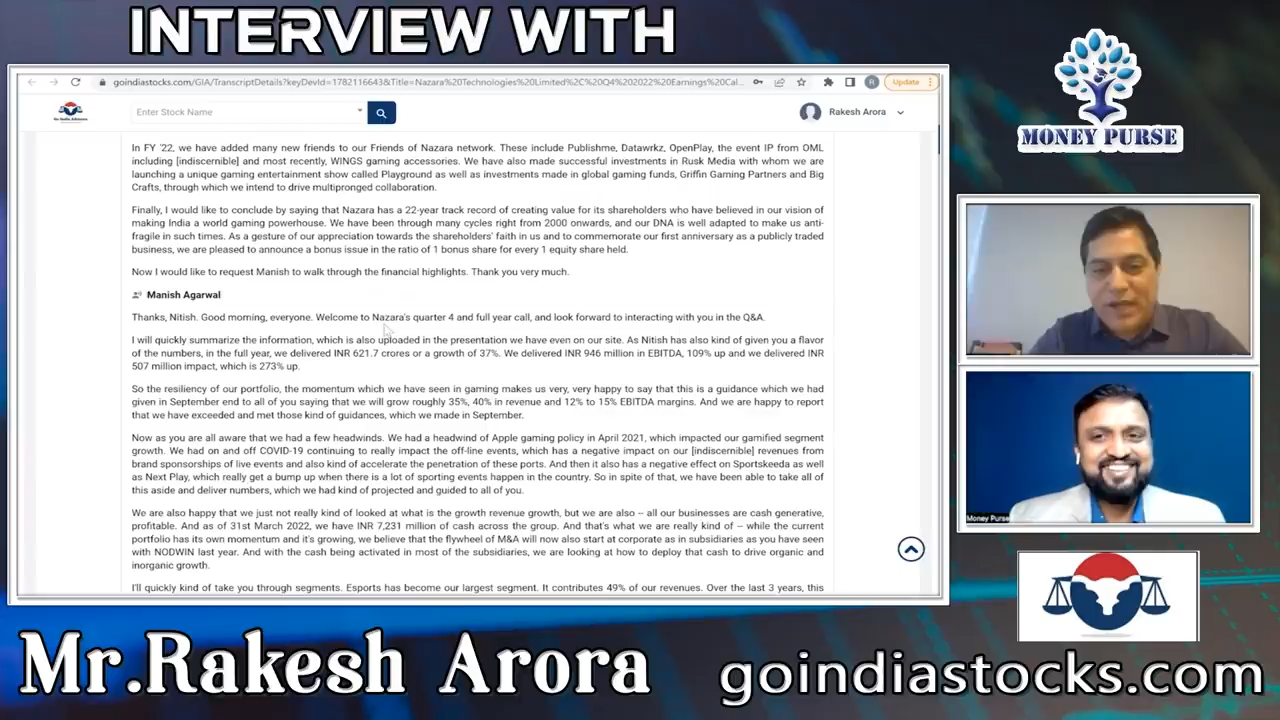 INTERVIEW WITH
goindiastocks.com/GIA/TranscriptDetails?keyDevId=1782116643&Title=Nazara%20Technologies%20Limited%2C%20Q4%202022%20Earnings%20Cal...
Update
Enter Stock Name
Rakesh Arora
MONEY PURSE
In FY '22, we have added many new friends to our Friends of Nazara network. These include Publishme, Datawrkz, OpenPlay, the event IP from OML
including [indiscernible] and most recently, WINGS gaming accessories. We have also made successful investments in Rusk Media with whom we are
launching a unique gaming entertainment show called Playground as well as investments made in global gaming funds, Griffin Gaming Partners and Big
Crafts, through which we intend to drive multipronged collaboration.
Finally, I would like to conclude by saying that Nazara has a 22-year track record of creating value for its shareholders who have believed in our vision of
making India a world gaming powerhouse. We have been through many cycles right from 2000 onwards, and our DNA is well adapted to make us anti-
fragile in such times. As a gesture of our appreciation towards the shareholders' faith in us and to commemorate our first anniversary as a publicly traded
business, we are pleased to announce a bonus issue in the ratio of 1 bonus share for every 1 equity share held.
Now I would like to request Manish to walk through the financial highlights. Thank you very much.
Manish Agarwal
Thanks, Nitish. Good morning, everyone. Welcome to Nazara's quarter 4 and full year call, and look forward to interacting with you in the Q&A.
I will quickly summarize the information, which is also uploaded in the presentation we have even on our site. As Nitish has also kind of given you a flavor
of the numbers, in the full year, we delivered INR 621.7 crores or a growth of 37%. We delivered INR 946 million in EBITDA, 109% up and we delivered INR
507 million impact, which is 273% up.
So the resiliency of our portfolio, the momentum which we have seen in gaming makes us very, very happy to say that this is a guidance which we had
given in September end to all of you saying that we will grow roughly 35%, 40% in revenue and 12% to 15% EBITDA margins. And we are happy to report
that we have exceeded and met those kind of guidances, which we made in September.
Now as you are all aware that we had a few headwinds. We had a headwind of Apple gaming policy in April 2021, which impacted our gamified segment
growth. We had on and off COVID-19 continuing to really impact the off-line events, which has a negative impact on our [indiscernible] revenues from
brand sponsorships of live events and also kind of accelerate the penetration of these ports. And then it also has a negative effect on Sportskeeda as well
as Next Play, which really get a bump up when there is a lot of sporting events happen in the country. So in spite of that, we have been able to take all of
this aside and deliver numbers, which we had kind of projected and guided to all of you.
We are also happy that we just not really kind of looked at what is the growth revenue growth, but we are also -- all our businesses are cash generative,
profitable. And as of 31st March 2022, we have INR 7,231 million of cash across the group. And that's what we are really kind of -- while the current
portfolio has its own momentum and it's growing, we believe that the flywheel of M&A will now also start at corporate as in subsidiaries as you have seen
with NODWIN last year. And with the cash being activated in most of the subsidiaries, we are looking at how to deploy that cash to drive organic and
inorganic growth.
I'll quickly kind of take you through segments. Esports has become our largest segment. It contributes 49% of our revenues. Over the last 3 years, this
Money Purse
Mr.Rakesh Arora
goindiastocks.com